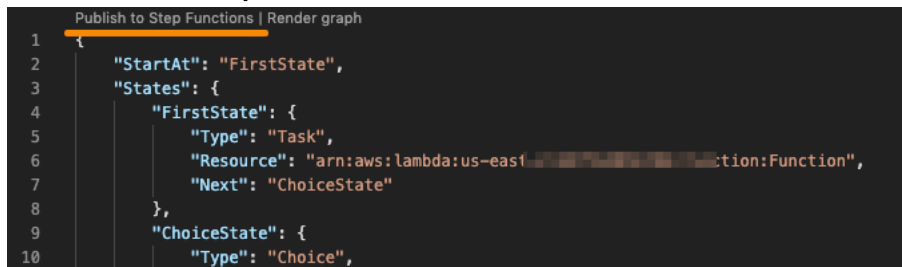 Publish to Step Functions | Render graph
1 {
2 "StartAt": "FirstState",
3 "States": {
4 "FirstState": {
5 "Type": "Task",
6 "Resource": "arn:aws:lambda:us-east ction:Function",
7 "Next": "ChoiceState"
8 },
9 "ChoiceState": {
10 "Type": "Choice",